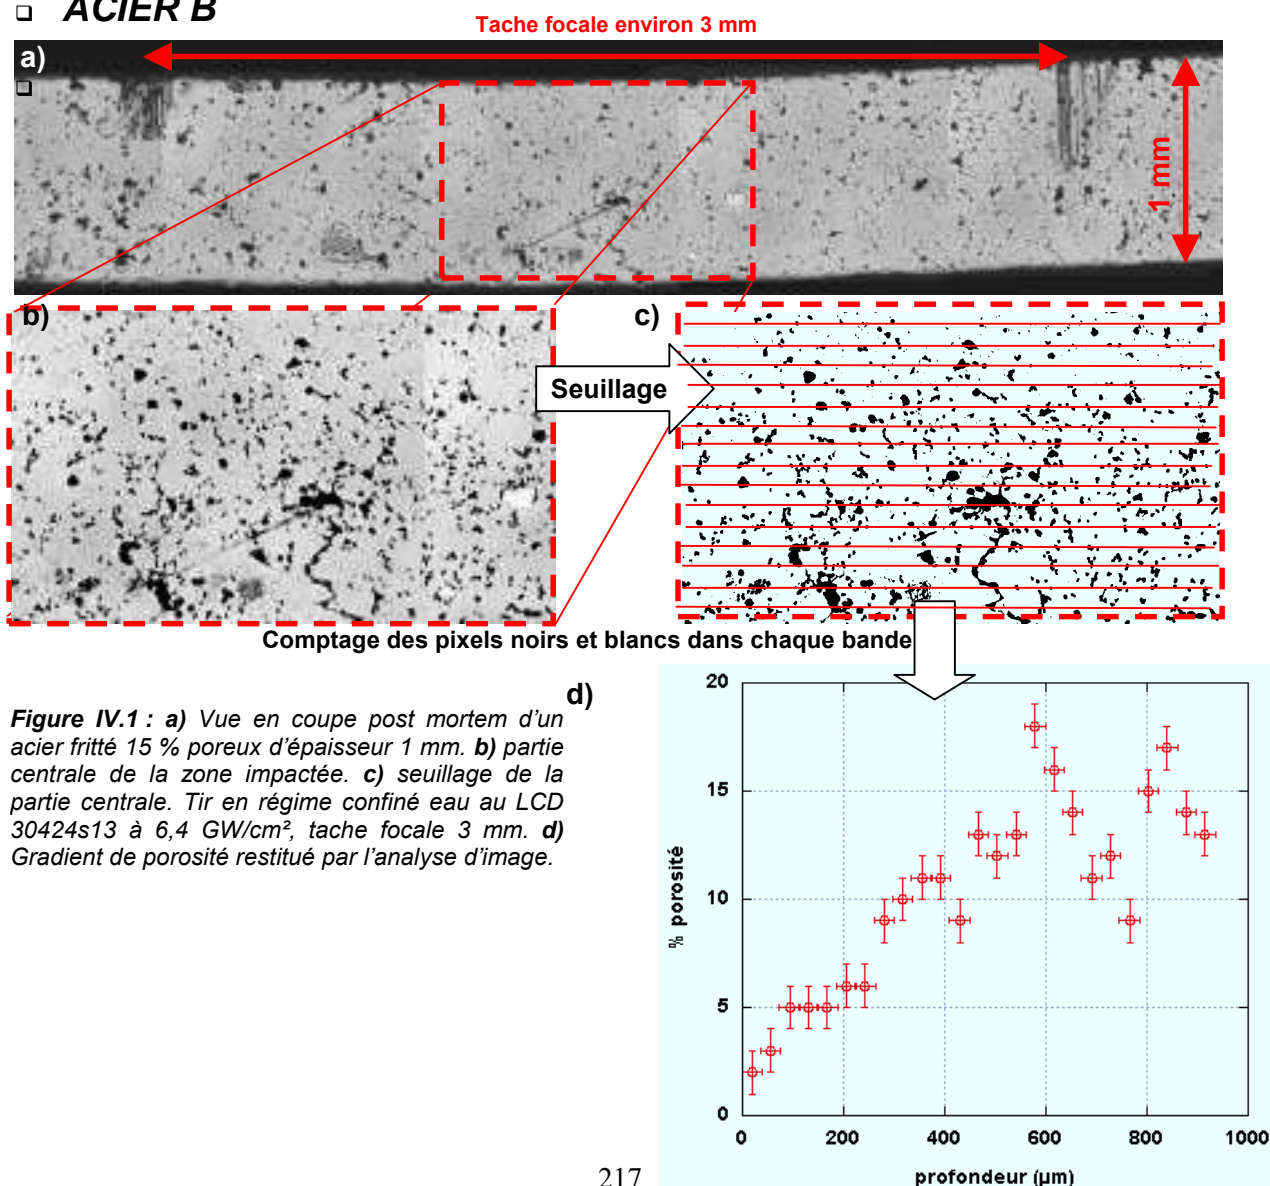 ❑ ACIER B
Tache focale environ 3 mm
a)
❑
1 mm
b)
c)
Seuillage
Comptage des pixels noirs et blancs dans chaque bande
d)
Figure IV.1 : a) Vue en coupe post mortem d'un
acier fritté 15 % poreux d'épaisseur 1 mm. b) partie
centrale de la zone impactée. c) seuillage de la
partie centrale. Tir en régime confiné eau au LCD
30424s13 à 6,4 GW/cm², tache focale 3 mm. d)
Gradient de porosité restitué par l'analyse d'image.
20
15
10
5
0
% porosité
0 200 400 600 800 1000
profondeur (µm)
217